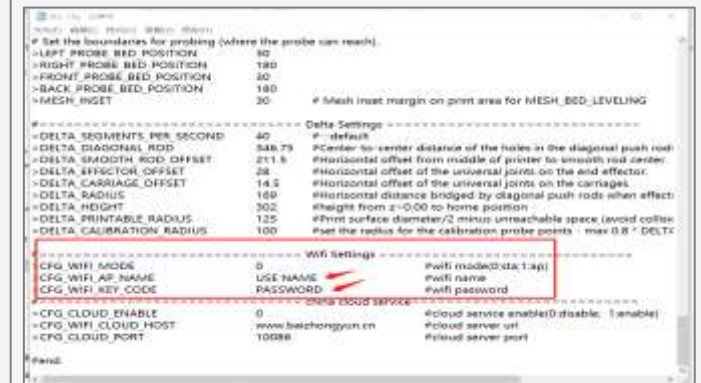 # Set the boundaries for probing (where the probe can reach).
>LEFT_PROBE_BED_POSITION 30
>RIGHT_PROBE_BED_POSITION 180
>FRONT_PROBE_BED_POSITION 30
>BACK_PROBE_BED_POSITION 180
>MESH_INSET 30 # Mesh inset margin on print area for MESH_BED_LEVELING
Delta Settings
>DELTA_SEGMENTS_PER_SECOND 40 # default
>DELTA_DIAGONAL_ROD 346.75 #Center-to-center distance of the holes in the diagonal push rods
>DELTA_SMOOTH_ROD_OFFSET 211.5 #Horizontal offset from middle of printer to smooth rod center.
>DELTA_EFFECTOR_OFFSET 28 #Horizontal offset of the universal joints on the end effector.
>DELTA_CARRIAGE_OFFSET 14.5 #Horizontal offset of the universal joints on the carriages.
>DELTA_RADIUS 169 #Horizontal distance bridged by diagonal push rods when effect
>DELTA_HEIGHT 302 #height from z=0.00 to home position
>DELTA_PRINTABLE_RADIUS 125 #Print surface diameter/2 minus unreachable space (avoid collisi
>DELTA_CALIBRATION_RADIUS 100 #set the radius for the calibration probe points - max 0.8 * DELTA
Wifi Settings
>CFG_WIFI_MODE 0 #wifi mode(0:sta;1:ap)
>CFG_WIFI_AP_NAME USE NAME #wifi name
>CFG_WIFI_KEY_CODE PASSWORD #wifi password
china cloud service
>CFG_CLOUD_ENABLE 0 #cloud service enable(0:disable; 1:enable)
>CFG_WIFI_CLOUD_HOST www.baizhongyun.cn #cloud server url
>CFG_CLOUD_PORT 10086 #cloud server port
#end.